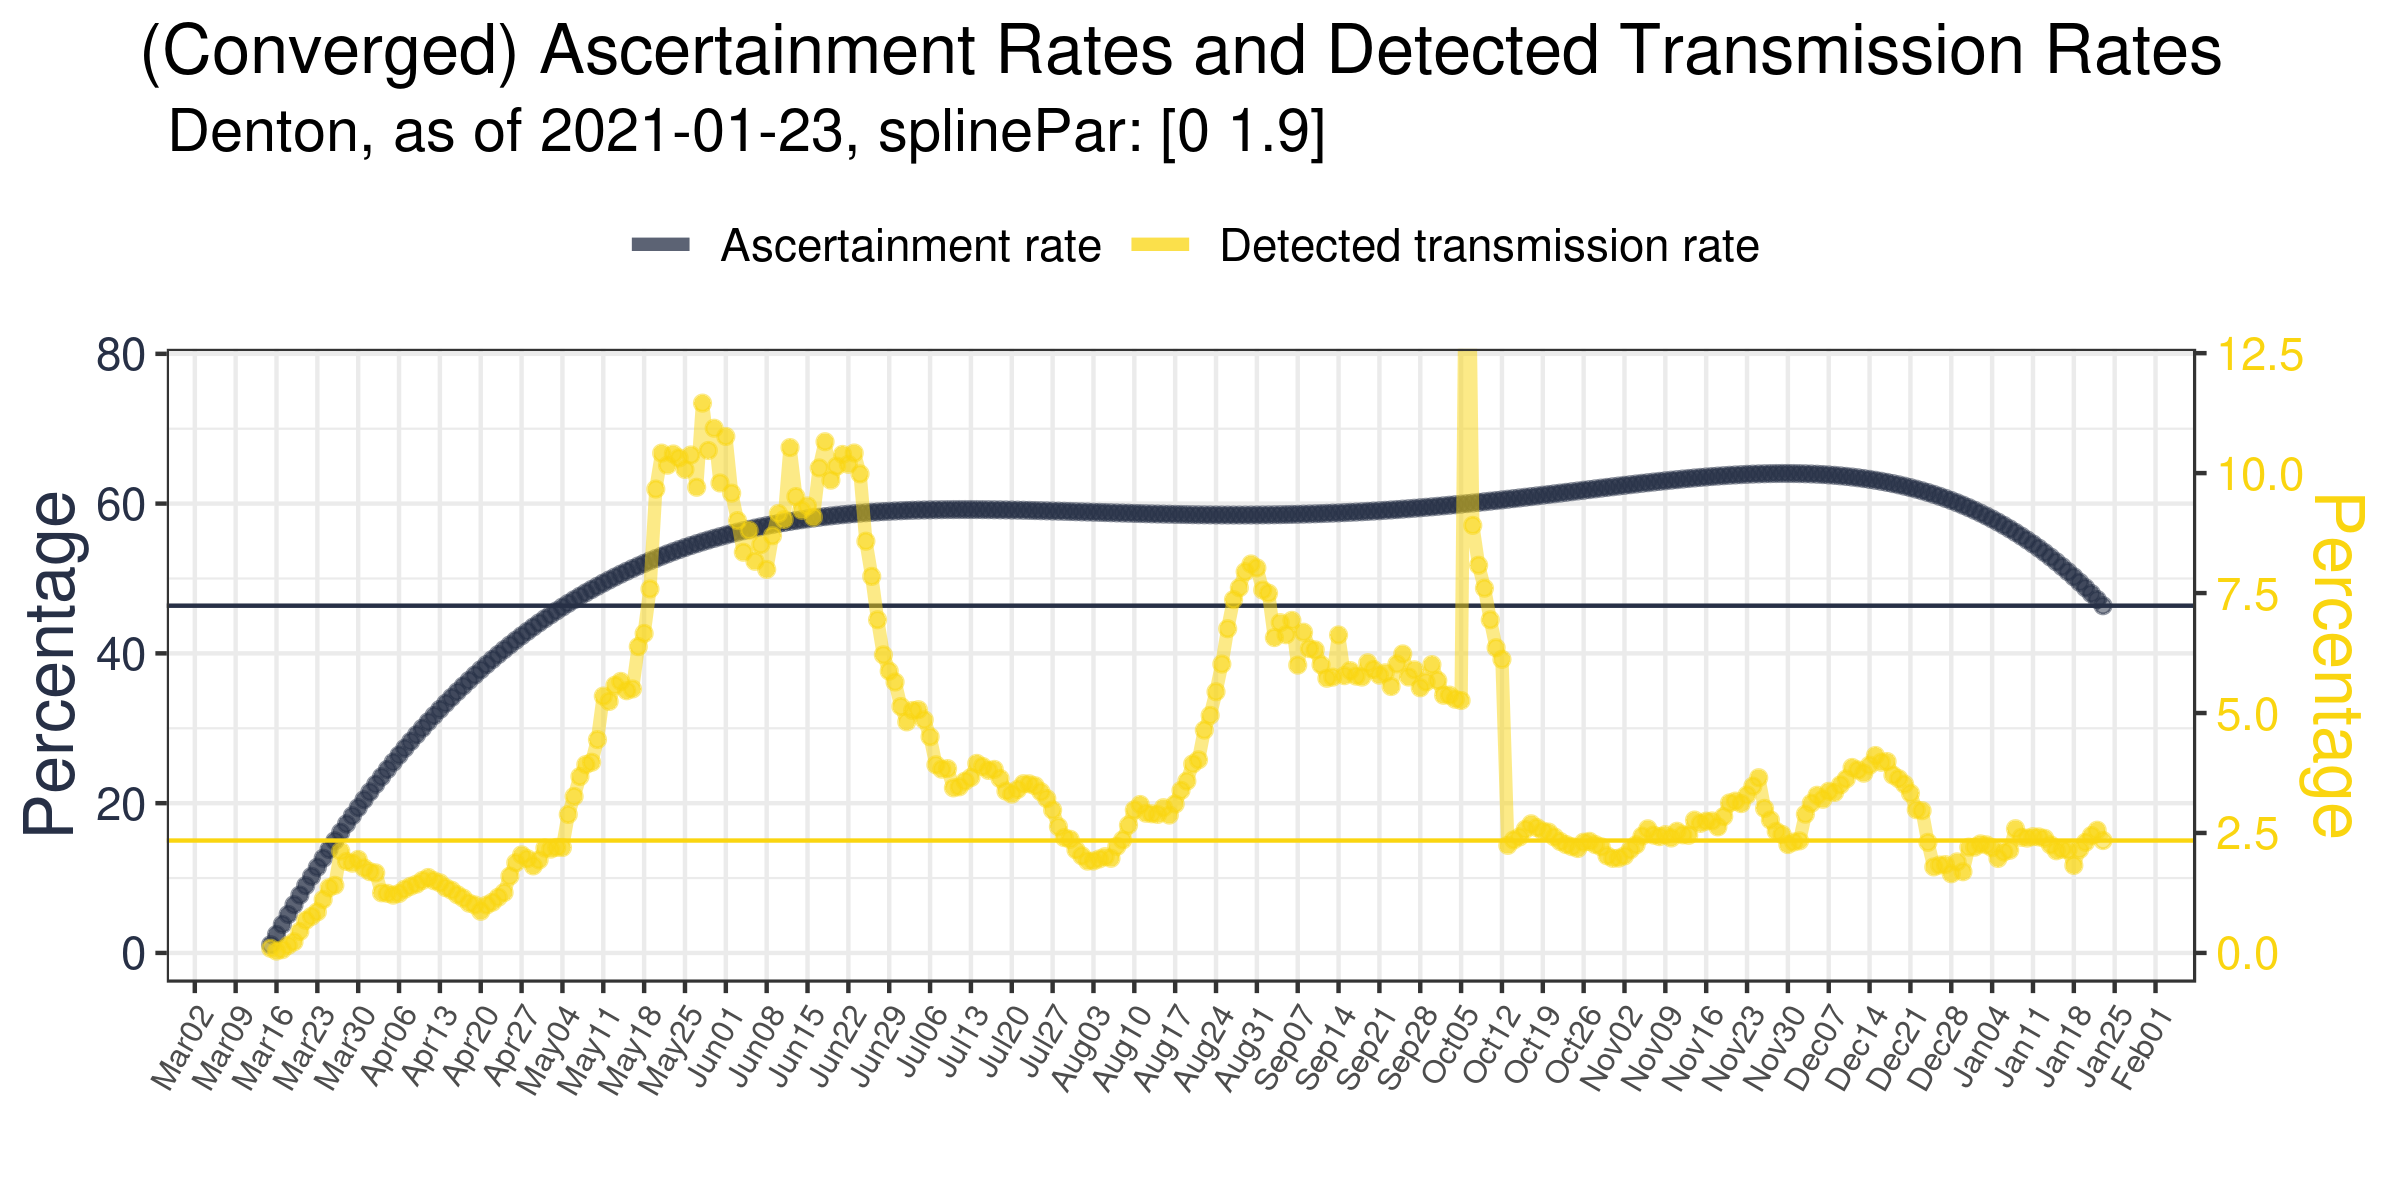 (Converged) Ascertainment Rates and Detected Transmission Rates
Denton, as of 2021-01-23, splinePar: [0 1.9]
Ascertainment rate
Detected transmission rate
Percentage
80
60
40
20
0
12.5
10.0
7.5
5.0
2.5
0.0
Percentage
Mar02
Mar09
Mar16
Mar23
Mar30
Apr06
Apr13
Apr20
Apr27
May04
May11
May18
May25
Jun01
Jun08
Jun15
Jun22
Jun29
Jul06
Jul13
Jul20
Jul27
Aug03
Aug10
Aug17
Aug24
Aug31
Sep07
Sep14
Sep21
Sep28
Oct05
Oct12
Oct19
Oct26
Nov02
Nov09
Nov16
Nov23
Nov30
Dec07
Dec14
Dec21
Dec28
Jan04
Jan11
Jan18
Jan25
Feb01